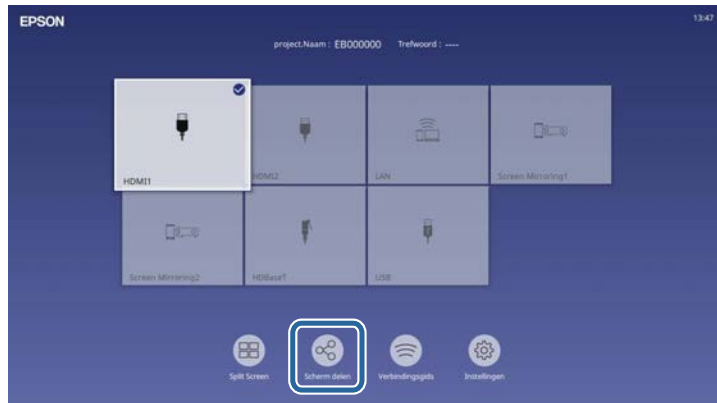 EPSON
13:47
project.Naam : EB000000 Trefwoord : ----
HDMI1
HDMI2
LAN
Screen Mirroring1
Screen Mirroring2
HDBaseT
USB
Split Screen
Scherm delen
Verbindingsgids
Instellingen